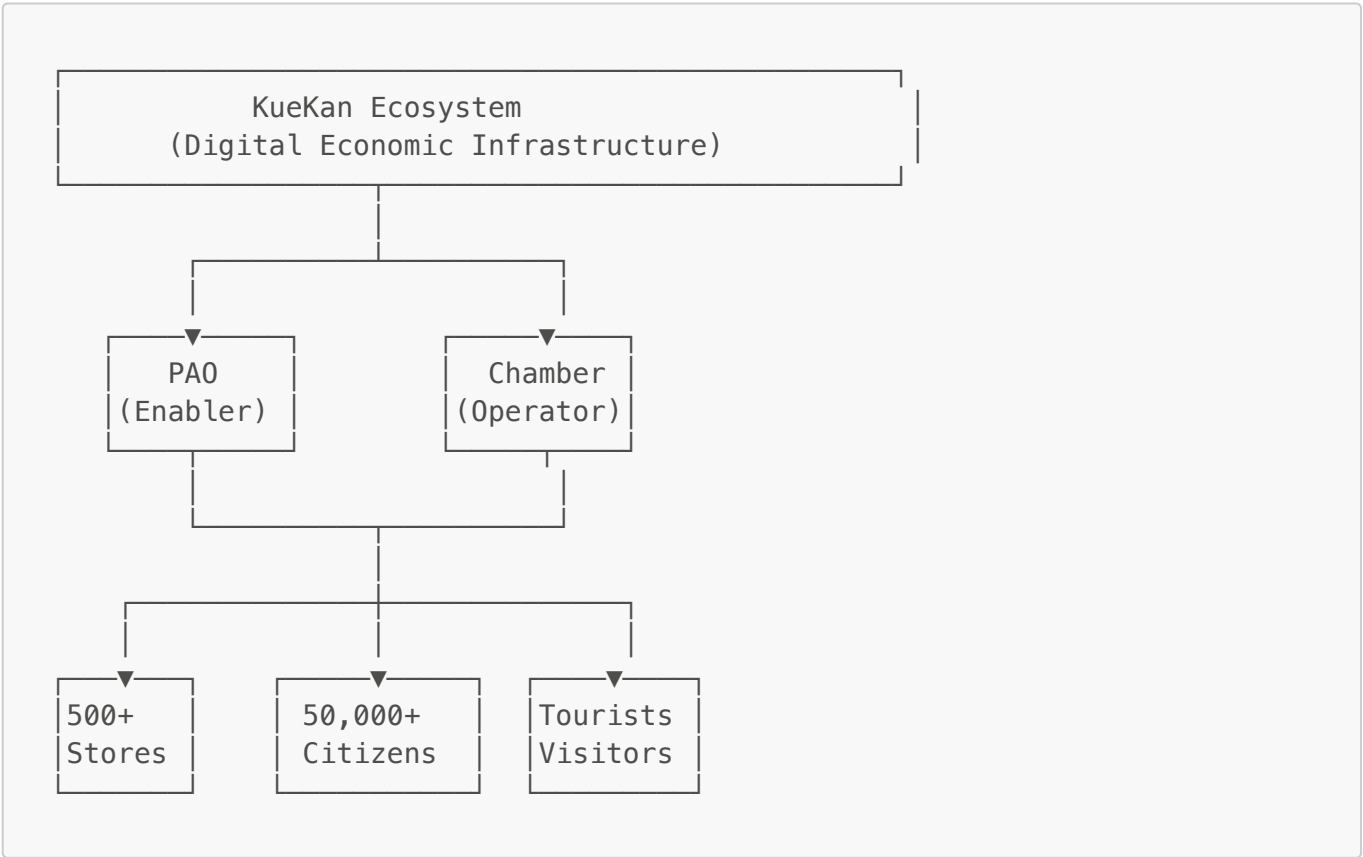 KueKan Ecosystem
(Digital Economic Infrastructure)
PAO
(Enabler)
Chamber
(Operator)
500+
Stores
50,000+
Citizens
Tourists
Visitors